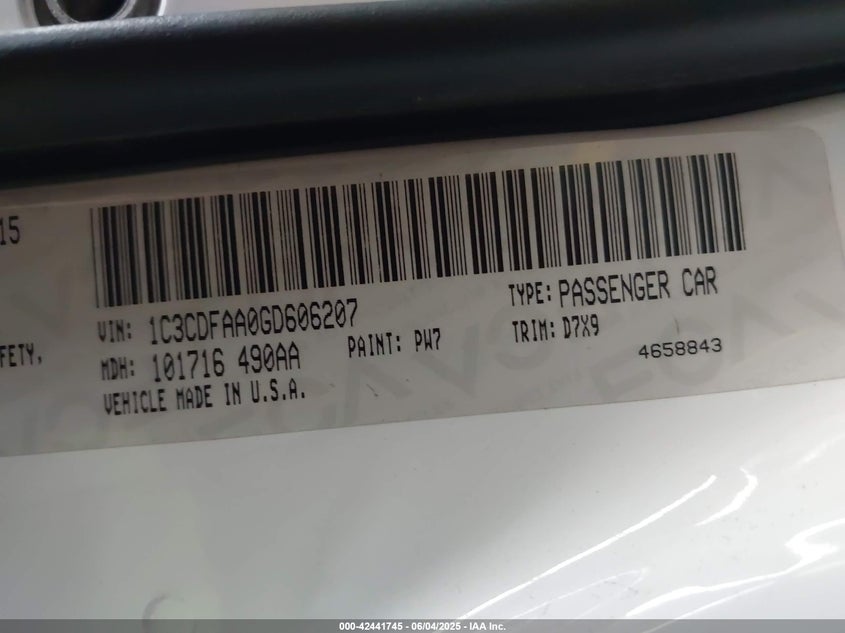 15
FETY,
VIN: 1C3CDFAA0GD606207
TYPE: PASSENGER CAR
MDH: 101716 490AA
PAINT: PW7
TRIM: D7X9
VEHICLE MADE IN U.S.A.
4658843
000-42441745 - 06/04/2025 - IAA Inc.